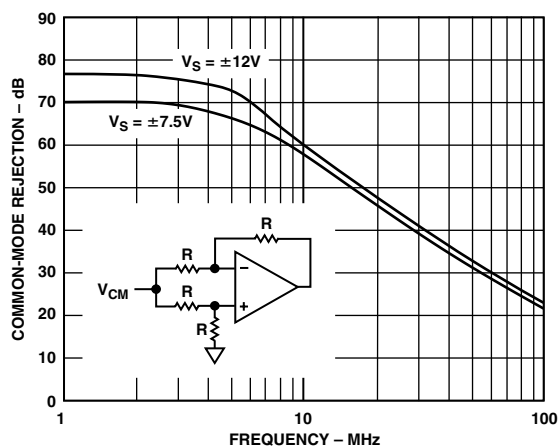 90
80
70
60
50
40
30
20
10
0
COMMON-MODE REJECTION – dB
V_S = ±12V
V_S = ±7.5V
R
R
–
V_CM
R
+
R
1
10
100
FREQUENCY – MHz